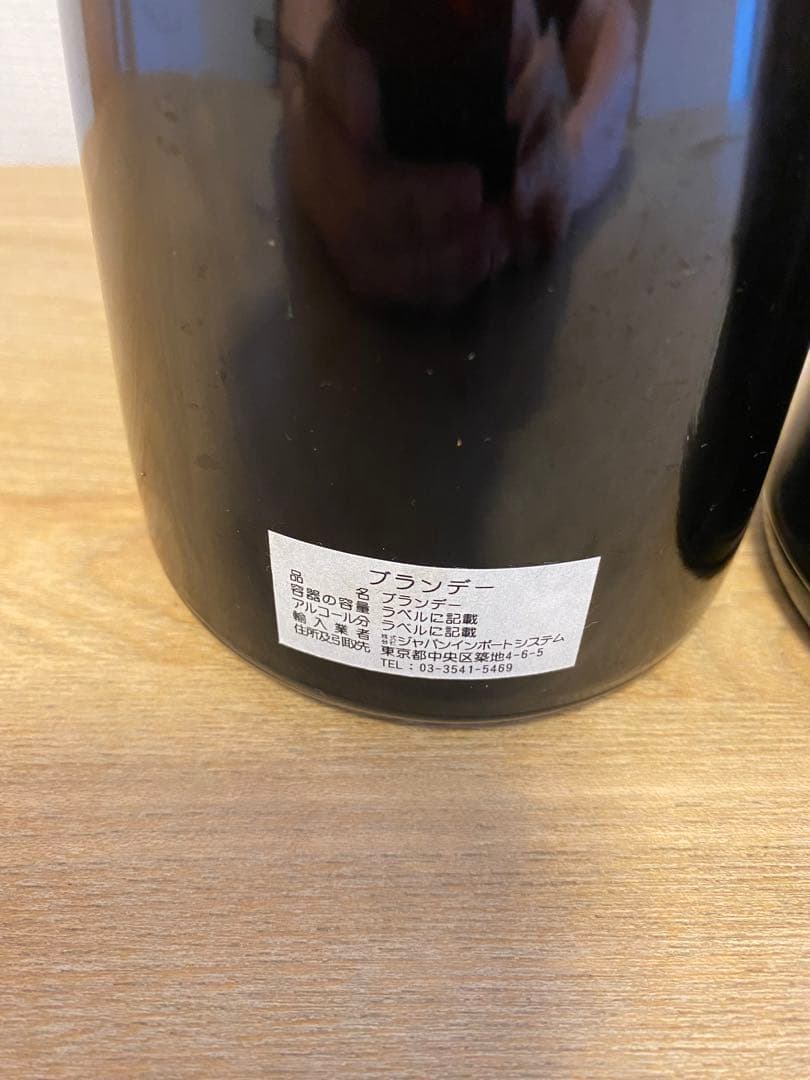 ブランデー
品 名 ブランデー
容器の容量 ラベルに記載
アルコール分 ラベルに記載
輸入業者 株式会社ジャパンインポートシステム
住所及引取先 東京都中央区築地4-6-5
TEL：03-3541-5469